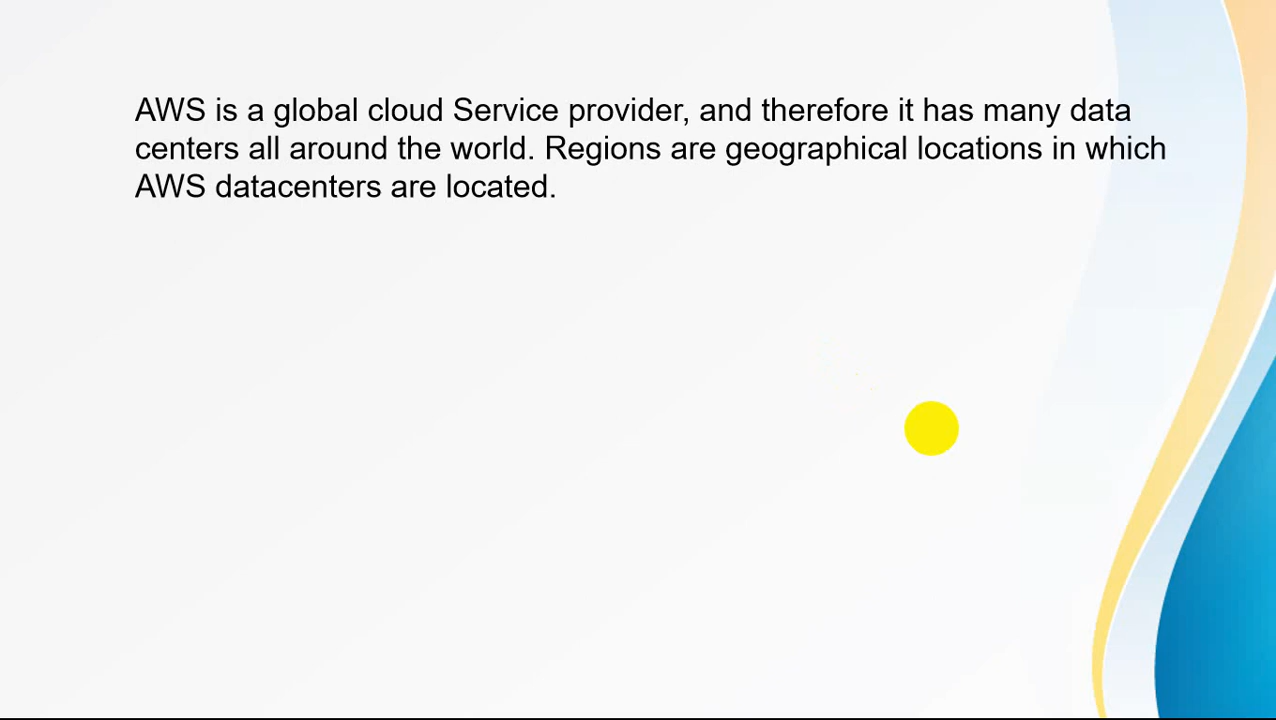 AWS is a global cloud Service provider, and therefore it has many data
centers all around the world. Regions are geographical locations in which
AWS datacenters are located.